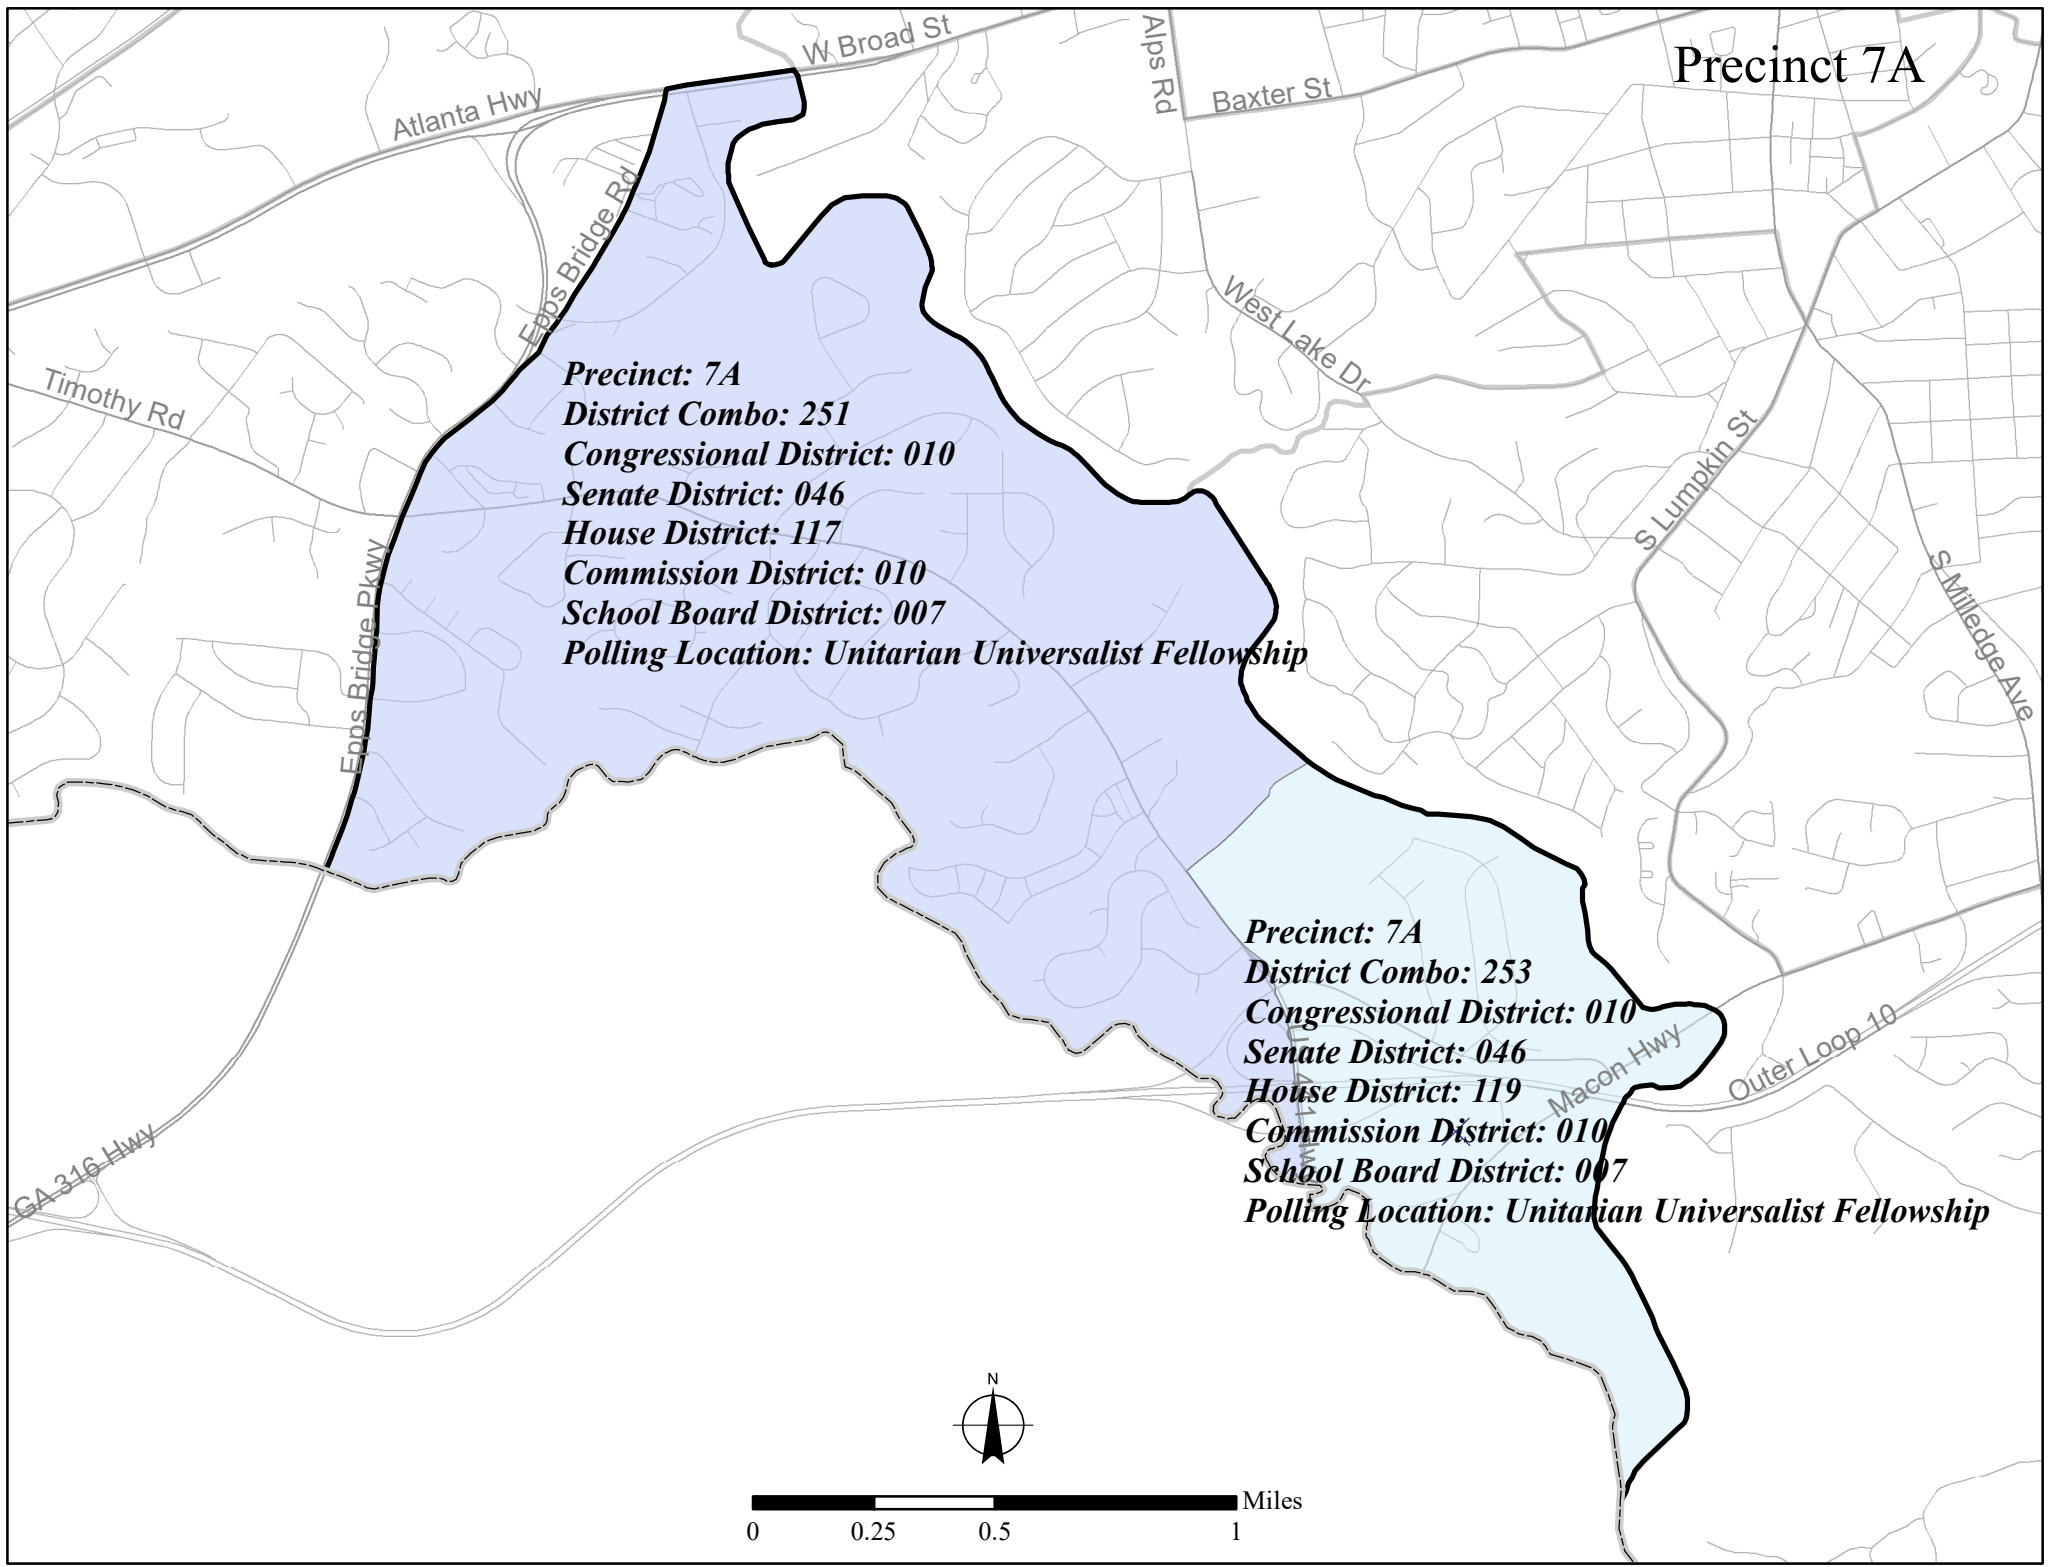 Precinct 7A
W Broad St
Alps Rd
Baxter St
Atlanta Hwy
Epps Bridge Rd
West Lake Dr
Timothy Rd
Precinct: 7A
District Combo: 251
Congressional District: 010
Senate District: 046
House District: 117
Commission District: 010
School Board District: 007
Polling Location: Unitarian Universalist Fellowship
S Lumpkin St
S Milledge Ave
Epps Bridge Pkwy
Precinct: 7A
District Combo: 253
Congressional District: 010
Senate District: 046
House District: 119
Commission District: 010
School Board District: 007
Polling Location: Unitarian Universalist Fellowship
Macon Hwy
Outer Loop 10
GA 316 Hwy
N
Miles
0 0.25 0.5 1